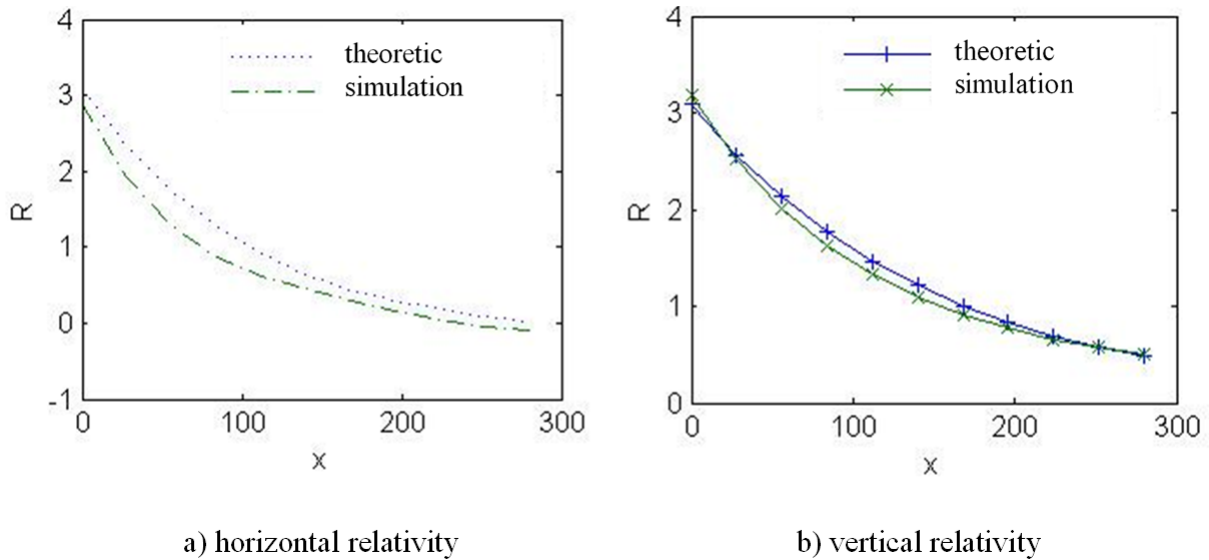 4
3
2
1
0
-1
R
theoretic
simulation
0
100
200
300
x
a) horizontal relativity
4
3
2
1
0
R
theoretic
simulation
0
100
200
300
x
b) vertical relativity